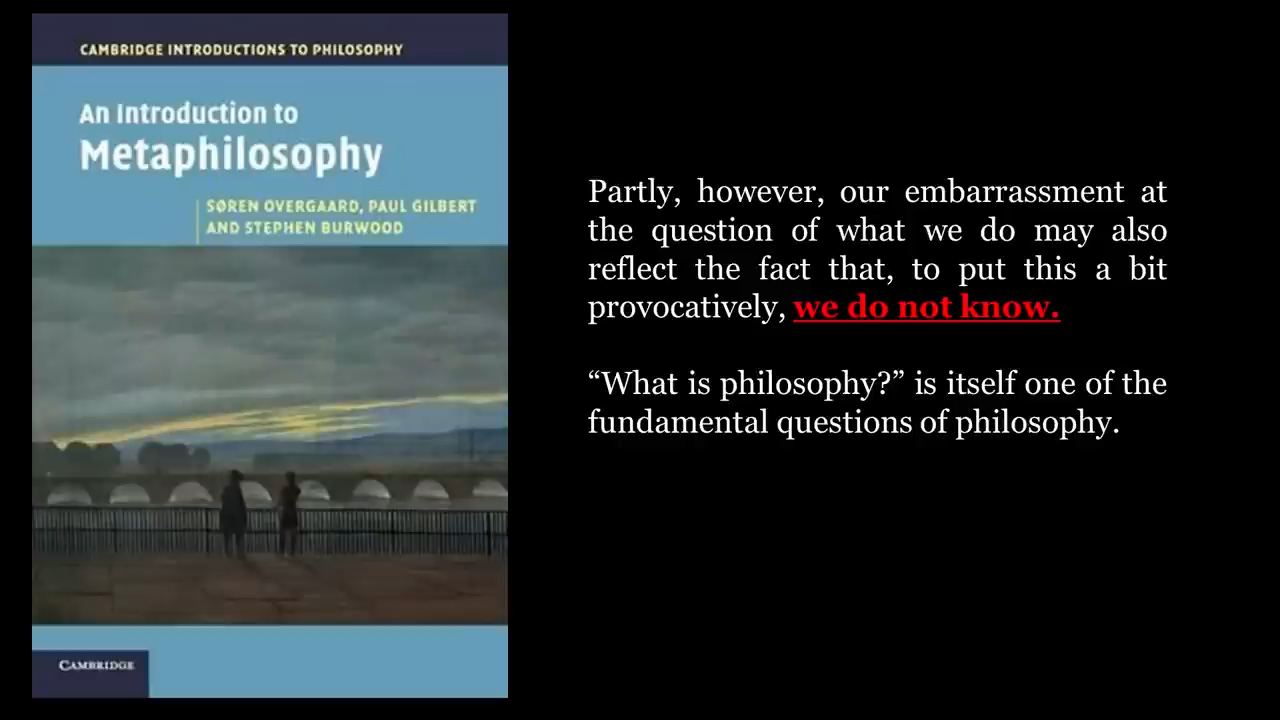 CAMBRIDGE INTRODUCTIONS TO PHILOSOPHY
An Introduction to
Metaphilosophy
SØREN OVERGAARD, PAUL GILBERT
AND STEPHEN BURWOOD
CAMBRIDGE
Partly, however, our embarrassment at
the question of what we do may also
reflect the fact that, to put this a bit
provocatively, we do not know.
“What is philosophy?” is itself one of the
fundamental questions of philosophy.